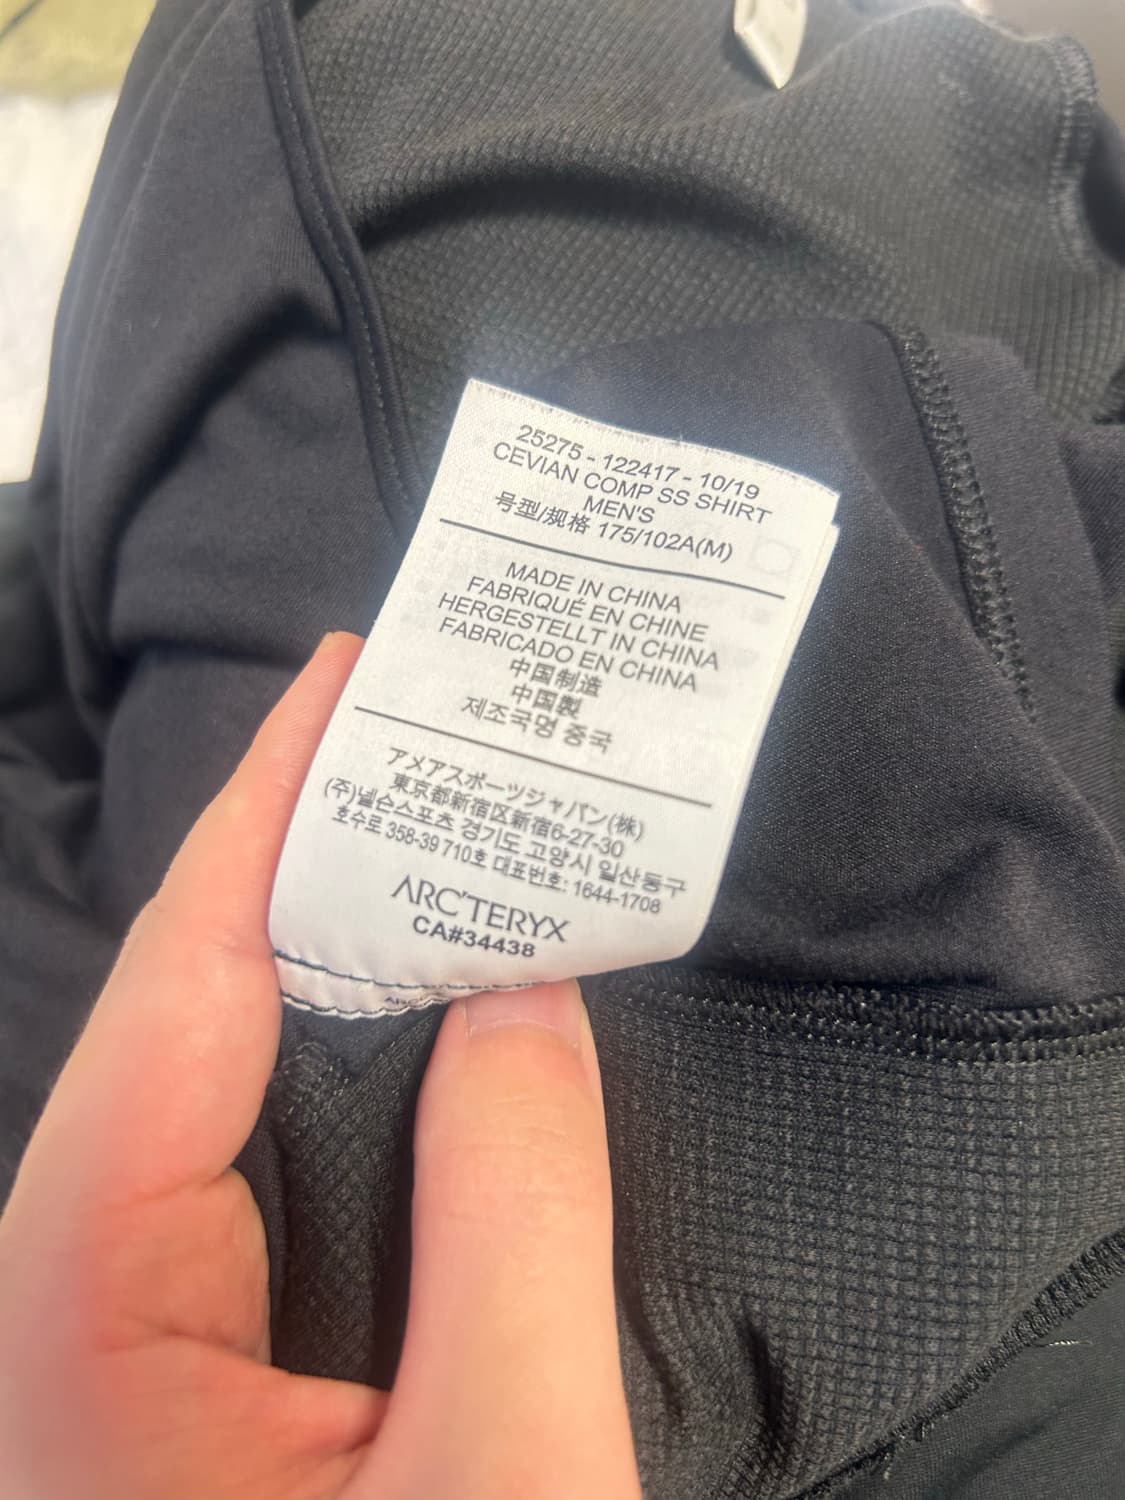 25275 - 122417 - 10/19
CEVIAN COMP SS SHIRT
MEN'S
号型/规格 175/102A(M)
MADE IN CHINA
FABRIQUÉ EN CHINE
HERGESTELLT IN CHINA
FABRICADO EN CHINA
中国制造
中国製
제조국명 중국
アメアスポーツジャパン(株)
東京都新宿区新宿6-27-30
(주)넬슨스포츠 경기도 고양시 일산동구
호수로 358-39 710호 대표번호: 1644-1708
ARC'TERYX
CA#34438